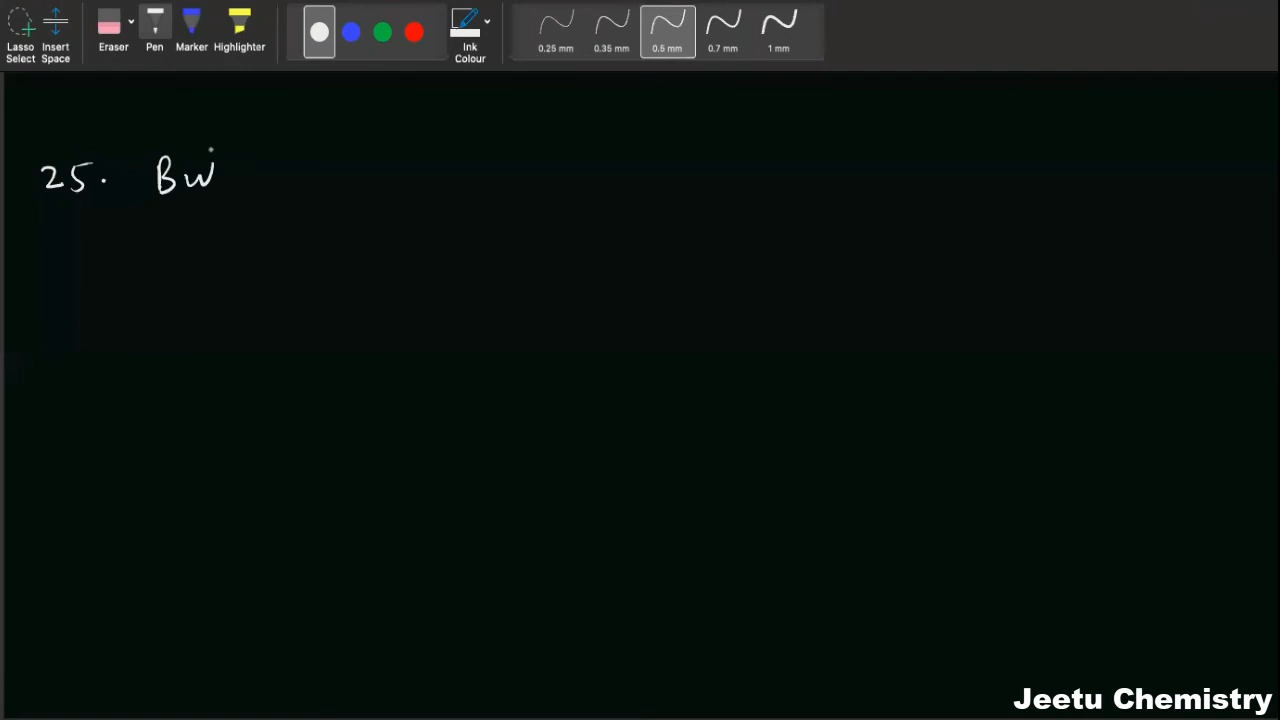 Lasso Select
Insert Space
Eraser
Pen
Marker
Highlighter
Ink Colour
0.25 mm
0.35 mm
0.5 mm
0.7 mm
1 mm
25. Bw
Jeetu Chemistry